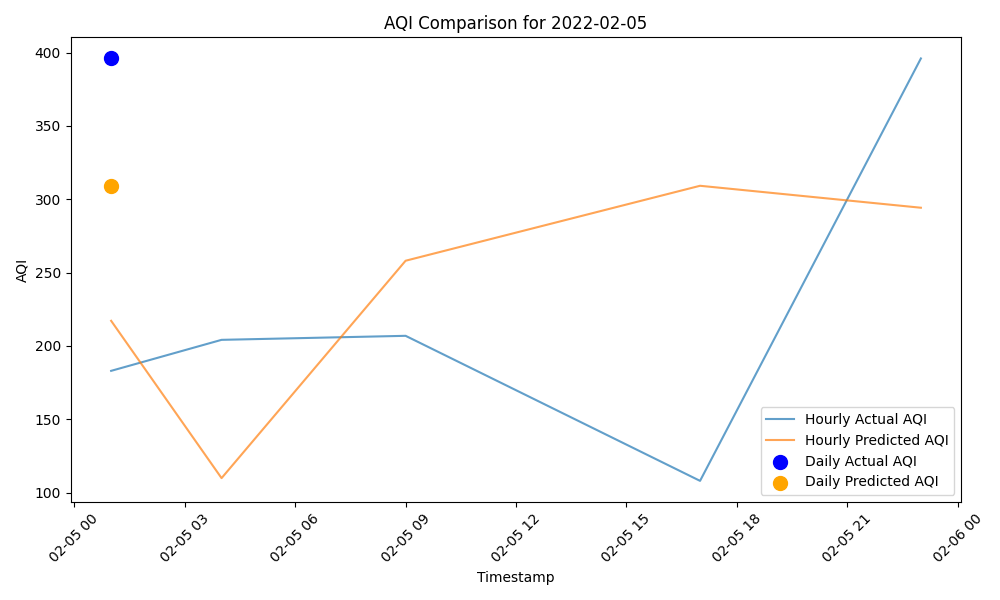 AQI Comparison for 2022-02-05
400
350
300
250
200
150
100
AQI
Hourly Actual AQI
Hourly Predicted AQI
Daily Actual AQI
Daily Predicted AQI
02-05 00
02-05 03
02-05 06
02-05 09
02-05 12
02-05 15
02-05 18
02-05 21
02-06 00
Timestamp